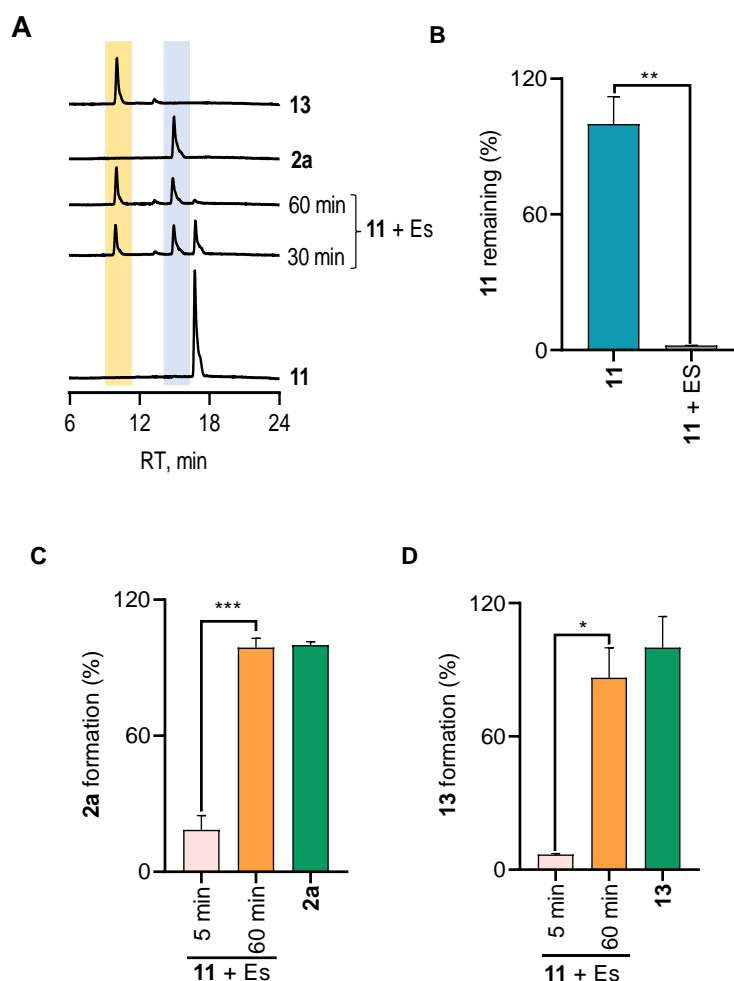 A
13
2a
60 min
11 + Es
30 min
11
6 12 18 24
RT, min
B
120
**
60
0
11 remaining (%)
11
11 + ES
C
120
***
60
0
2a formation (%)
5 min
60 min
2a
11 + Es
D
120
*
60
0
13 formation (%)
5 min
60 min
13
11 + Es